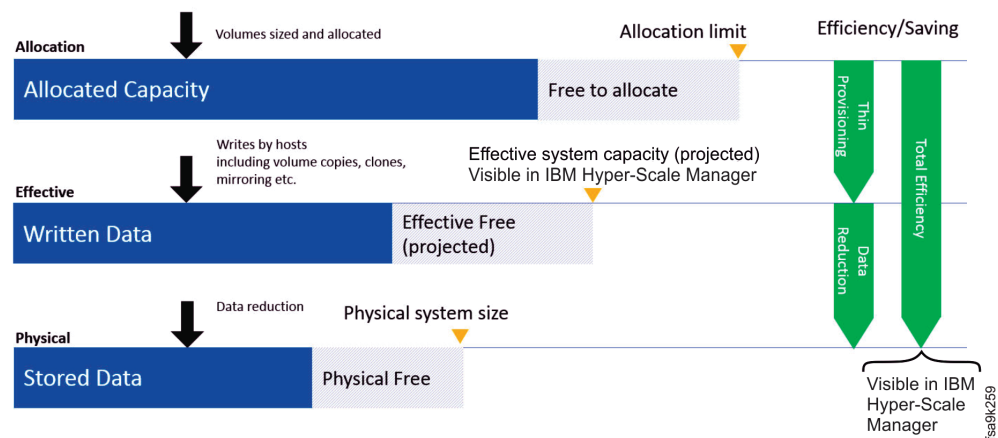 Volumes sized and allocated
Allocation limit
Efficiency/Saving
Allocation
Allocated Capacity
Free to allocate
Thin
Provisioning
Total Efficiency
Writes by hosts
including volume copies, clones,
mirroring etc.
Effective system capacity (projected)
Visible in IBM Hyper-Scale Manager
Effective
Written Data
Effective Free
(projected)
Data
Reduction
Data reduction
Physical system size
Physical
Stored Data
Physical Free
Visible in IBM
Hyper-Scale
Manager
fsa9k259